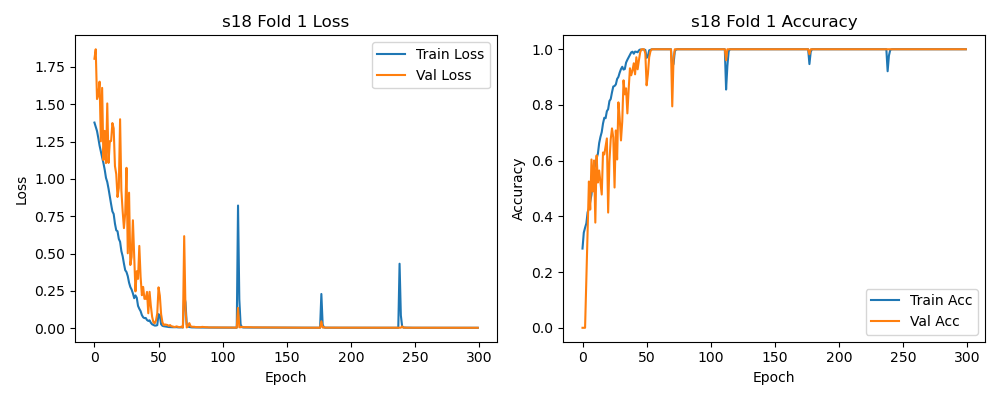 s18 Fold 1 Loss
Train Loss
Val Loss
1.75
1.50
1.25
1.00
0.75
0.50
0.25
0.00
Loss
0 50 100 150 200 250 300
Epoch
s18 Fold 1 Accuracy
1.0
0.8
0.6
0.4
0.2
0.0
Accuracy
Train Acc
Val Acc
0 50 100 150 200 250 300
Epoch